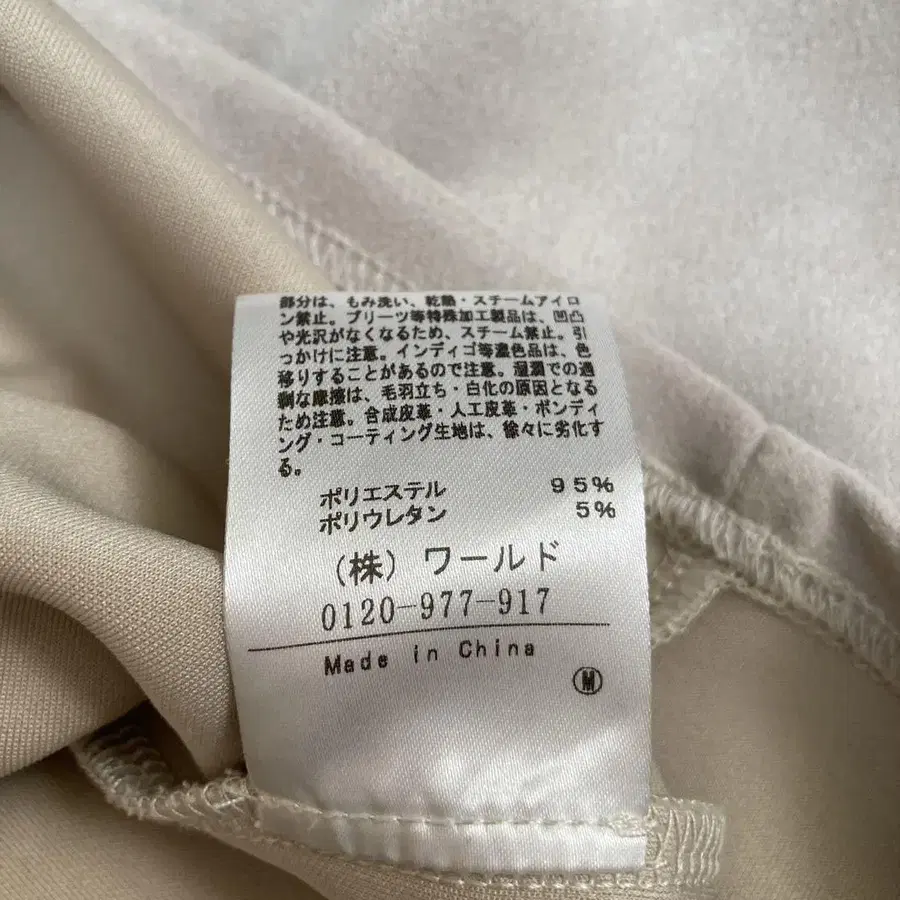 部分は、もみ洗い、乾熱・スチームアイロ
ン禁止。プリーツ等特殊加工製品は、凹凸
や光沢がなくなるため、スチーム禁止。引
っかけに注意。インディゴ等濃色品は、色
移りすることがあるので注意。湿潤での過
剰な摩擦は、毛羽立ち・白化の原因となる
ため注意。合成皮革・人工皮革・ボンディ
ング・コーティング生地は、徐々に劣化す
る。
ポリエステル 95%
ポリウレタン 5%
(株) ワールド
0120-977-917
Made in China
Ⓜ